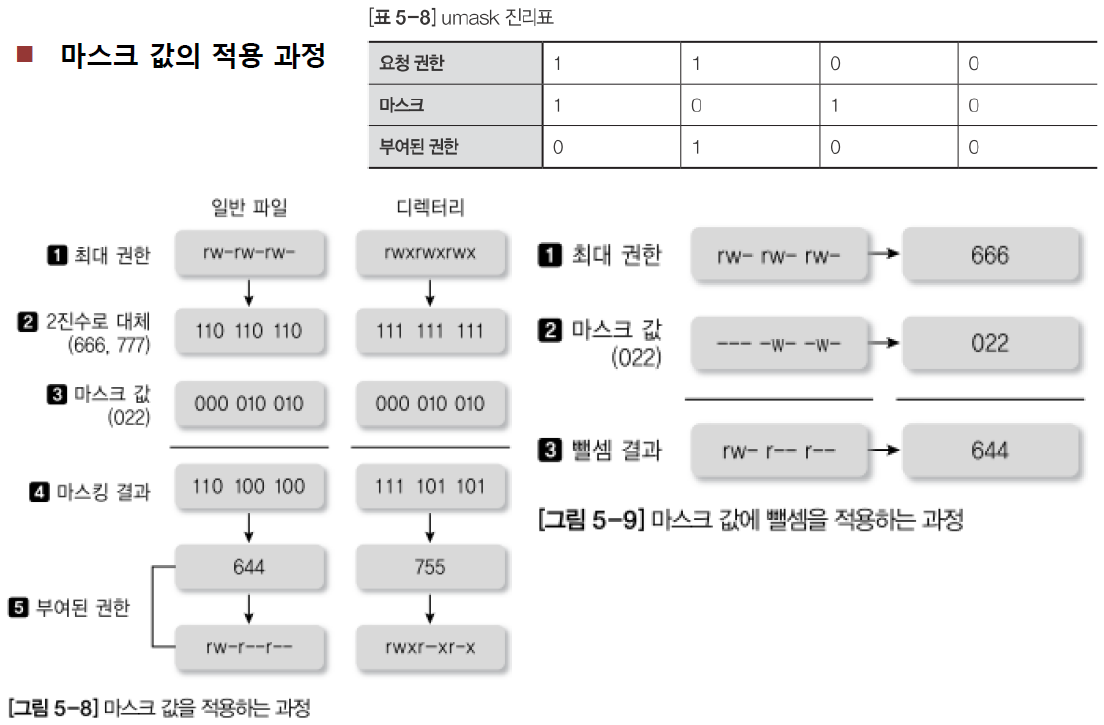 ■ 마스크 값의 적용 과정
[표 5-8] umask 진리표
요청 권한 1 1 0 0
마스크 1 0 1 0
부여된 권한 0 1 0 0
일반 파일 디렉터리
1 최대 권한 rw-rw-rw- rwxrwxrwx
2 2진수로 대체 110 110 110 111 111 111
(666, 777)
3 마스크 값 000 010 010 000 010 010
(022)
4 마스킹 결과 110 100 100 111 101 101
644 755
5 부여된 권한
rw-r--r-- rwxr-xr-x
[그림 5-8] 마스크 값을 적용하는 과정
1 최대 권한 rw- rw- rw- 666
2 마스크 값 --- -w- -w- 022
(022)
3 뺄셈 결과 rw- r-- r-- 644
[그림 5-9] 마스크 값에 뺄셈을 적용하는 과정